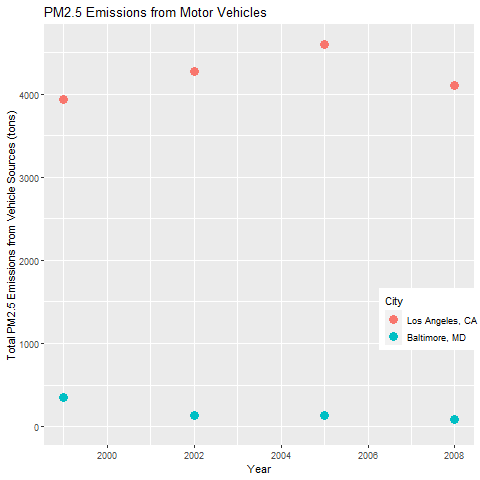 PM2.5 Emissions from Motor Vehicles
Total PM2.5 Emissions from Vehicle Sources (tons)
4000
3000
2000
1000
0
City
Los Angeles, CA
Baltimore, MD
2000
2002
2004
2006
2008
Year